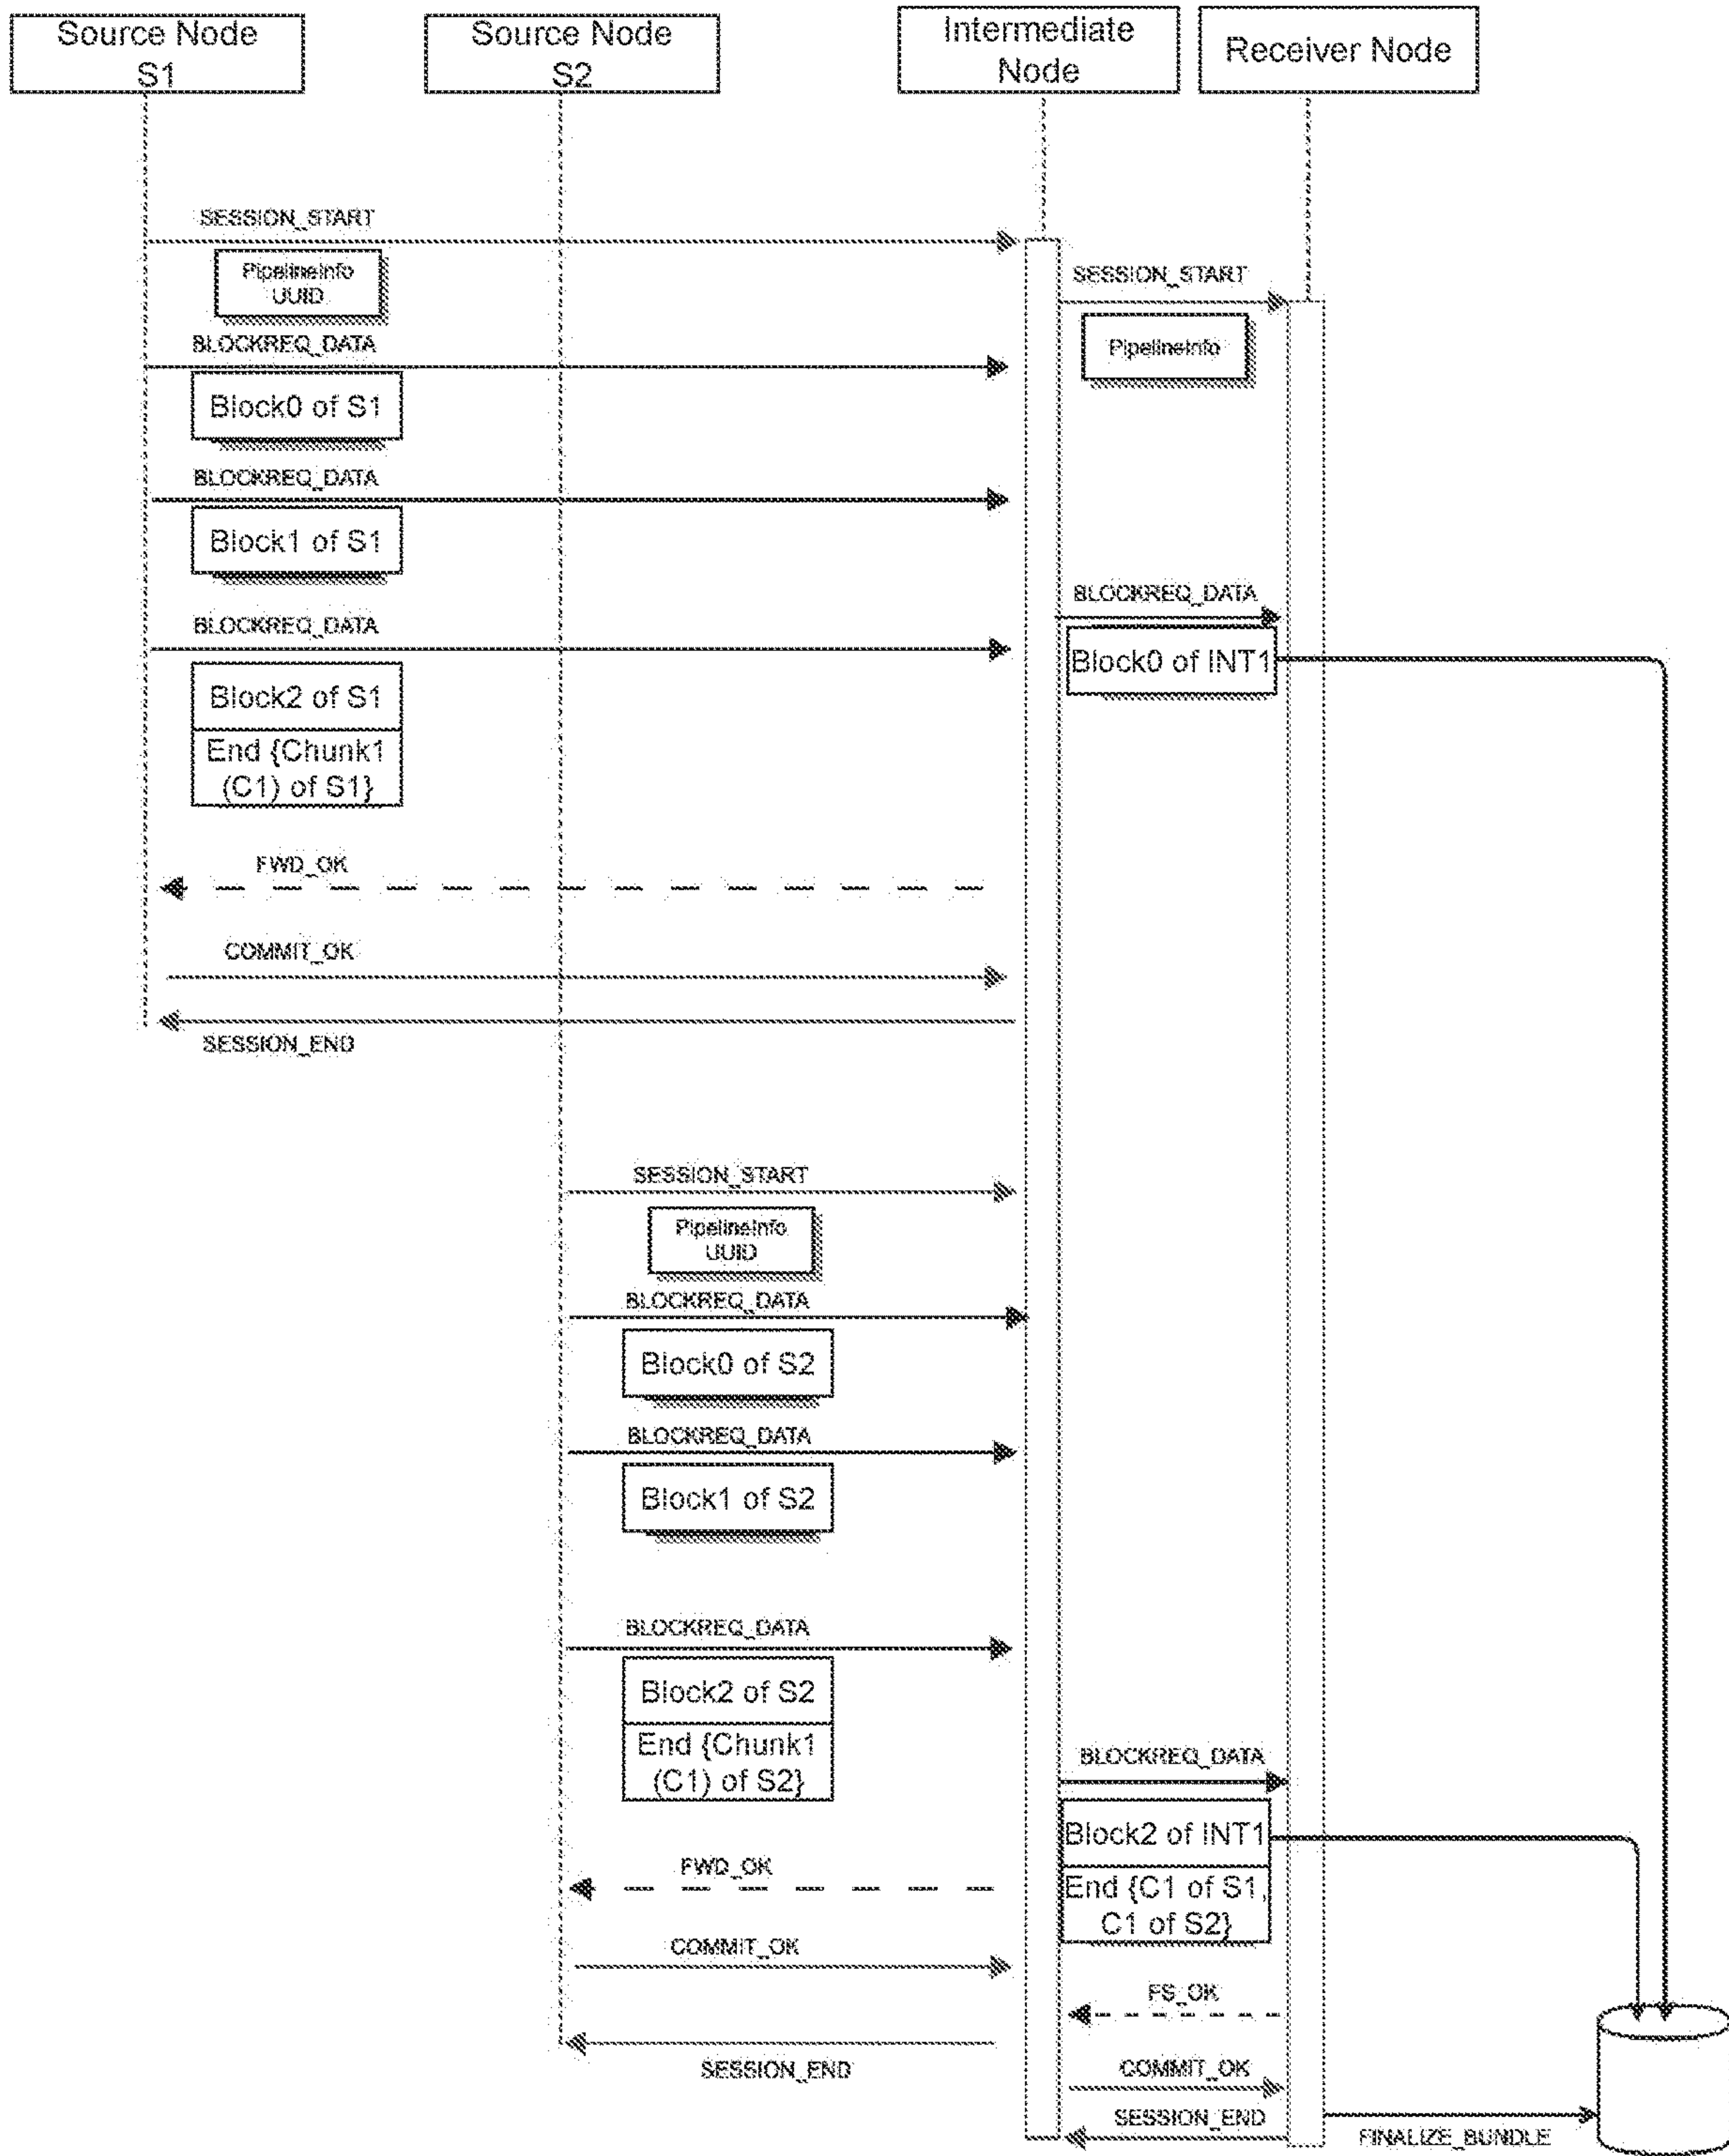 Source Node
S1
Source Node
S2
Intermediate
Node
Receiver Node
SESSION_START
PipelineInfo
UUID
SESSION_START
PipelineInfo
BLOCKREQ_DATA
Block0 of S1
BLOCKREQ_DATA
Block1 of S1
BLOCKREQ_DATA
Block0 of INT1
BLOCKREQ_DATA
Block2 of S1
End {Chunk1
(C1) of S1}
FWD_OK
COMMIT_OK
SESSION_END
SESSION_START
PipelineInfo
UUID
BLOCKREQ_DATA
Block0 of S2
BLOCKREQ_DATA
Block1 of S2
BLOCKREQ_DATA
Block2 of S2
End {Chunk1
(C1) of S2}
BLOCKREQ_DATA
Block2 of INT1
End {C1 of S1,
C1 of S2}
FWD_OK
COMMIT_OK
FS_OK
SESSION_END
COMMIT_OK
SESSION_END
FINALIZE_BUNDLE